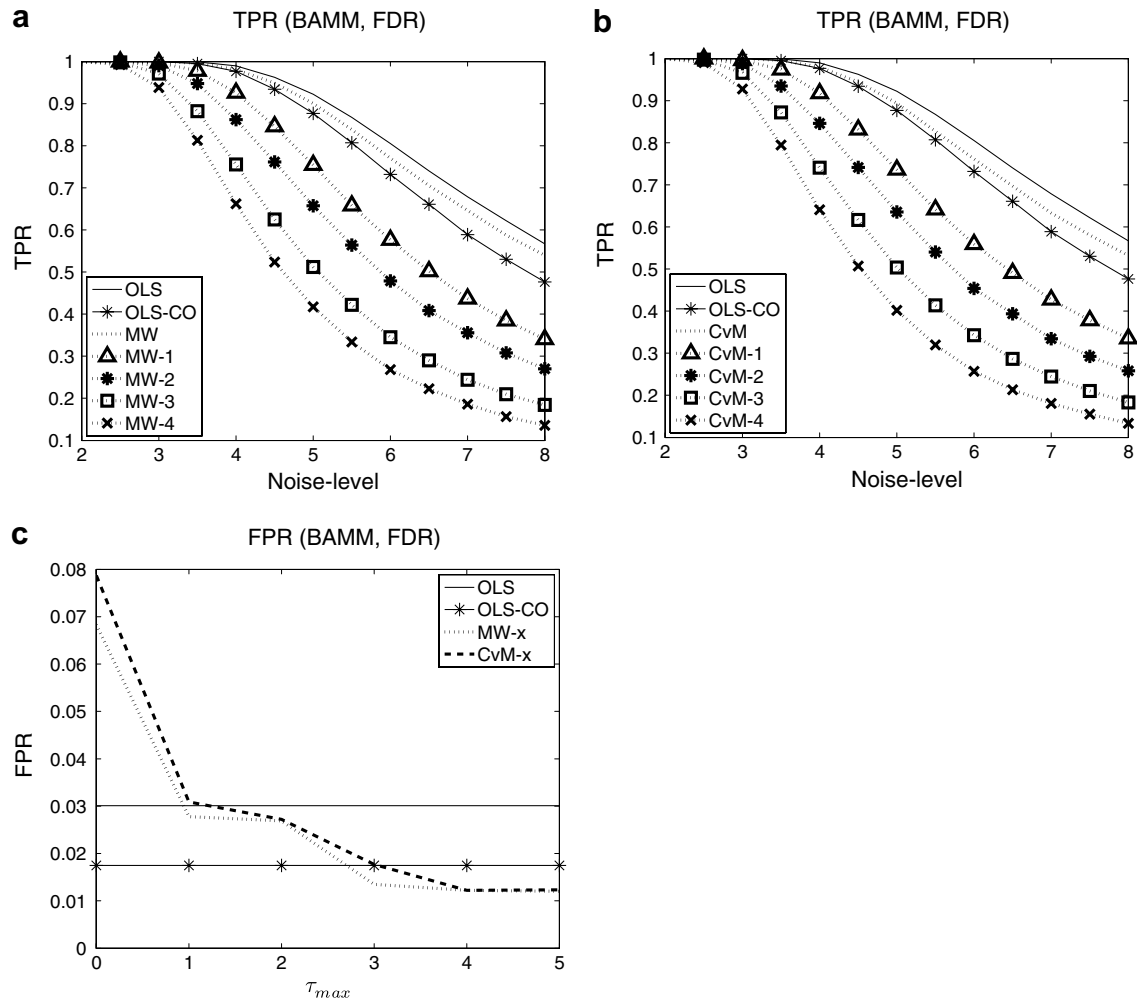 a
TPR (BAMM, FDR)
1
0.9
0.8
0.7
0.6
0.5
0.4
0.3
0.2
0.1
TPR
OLS
OLS-CO
MW
MW-1
MW-2
MW-3
MW-4
2 3 4 5 6 7 8
Noise-level
b
TPR (BAMM, FDR)
1
0.9
0.8
0.7
0.6
0.5
0.4
0.3
0.2
0.1
TPR
OLS
OLS-CO
CvM
CvM-1
CvM-2
CvM-3
CvM-4
2 3 4 5 6 7 8
Noise-level
c
FPR (BAMM, FDR)
0.08
0.07
0.06
0.05
0.04
0.03
0.02
0.01
0
FPR
OLS
OLS-CO
MW-x
CvM-x
0 1 2 3 4 5
τmax